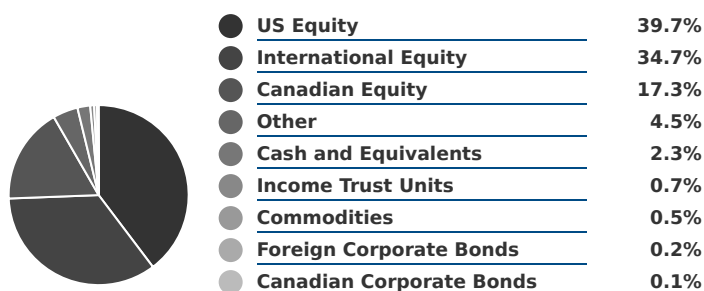 US Equity 39.7%
International Equity 34.7%
Canadian Equity 17.3%
Other 4.5%
Cash and Equivalents 2.3%
Income Trust Units 0.7%
Commodities 0.5%
Foreign Corporate Bonds 0.2%
Canadian Corporate Bonds 0.1%